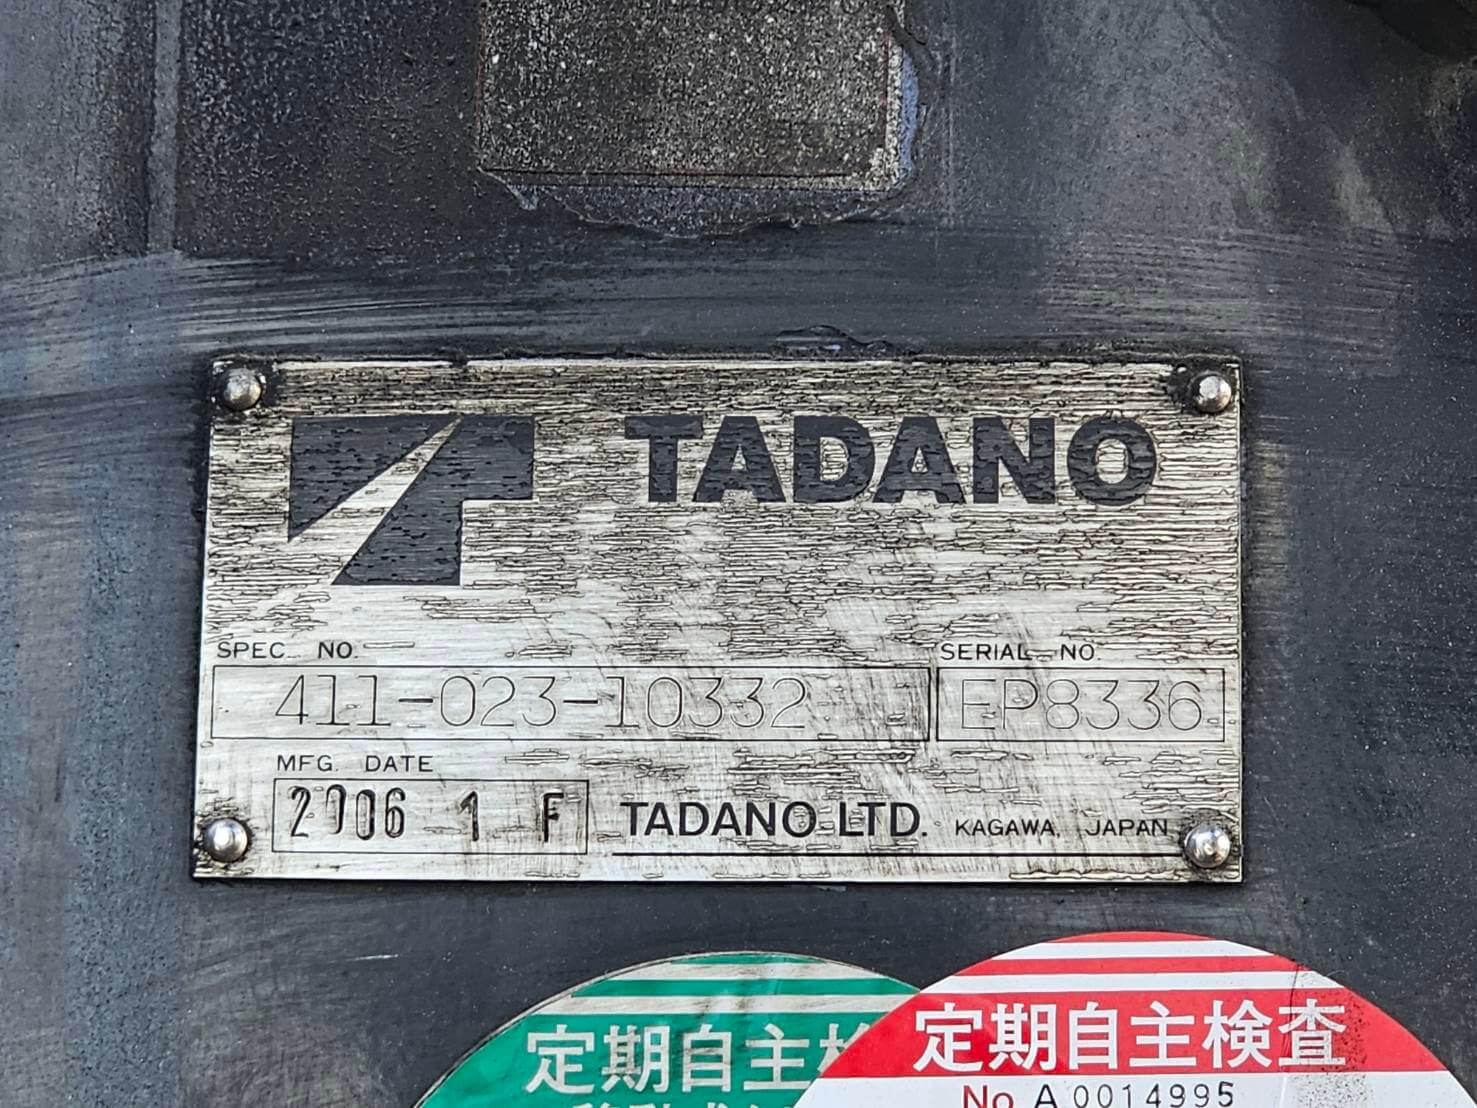 TADANO
SPEC. NO.
SERIAL NO.
411-023-10332
EP8336
MFG. DATE
2006 1 F
TADANO LTD. KAGAWA, JAPAN
定期自主検査
No A 0014995
定期自主